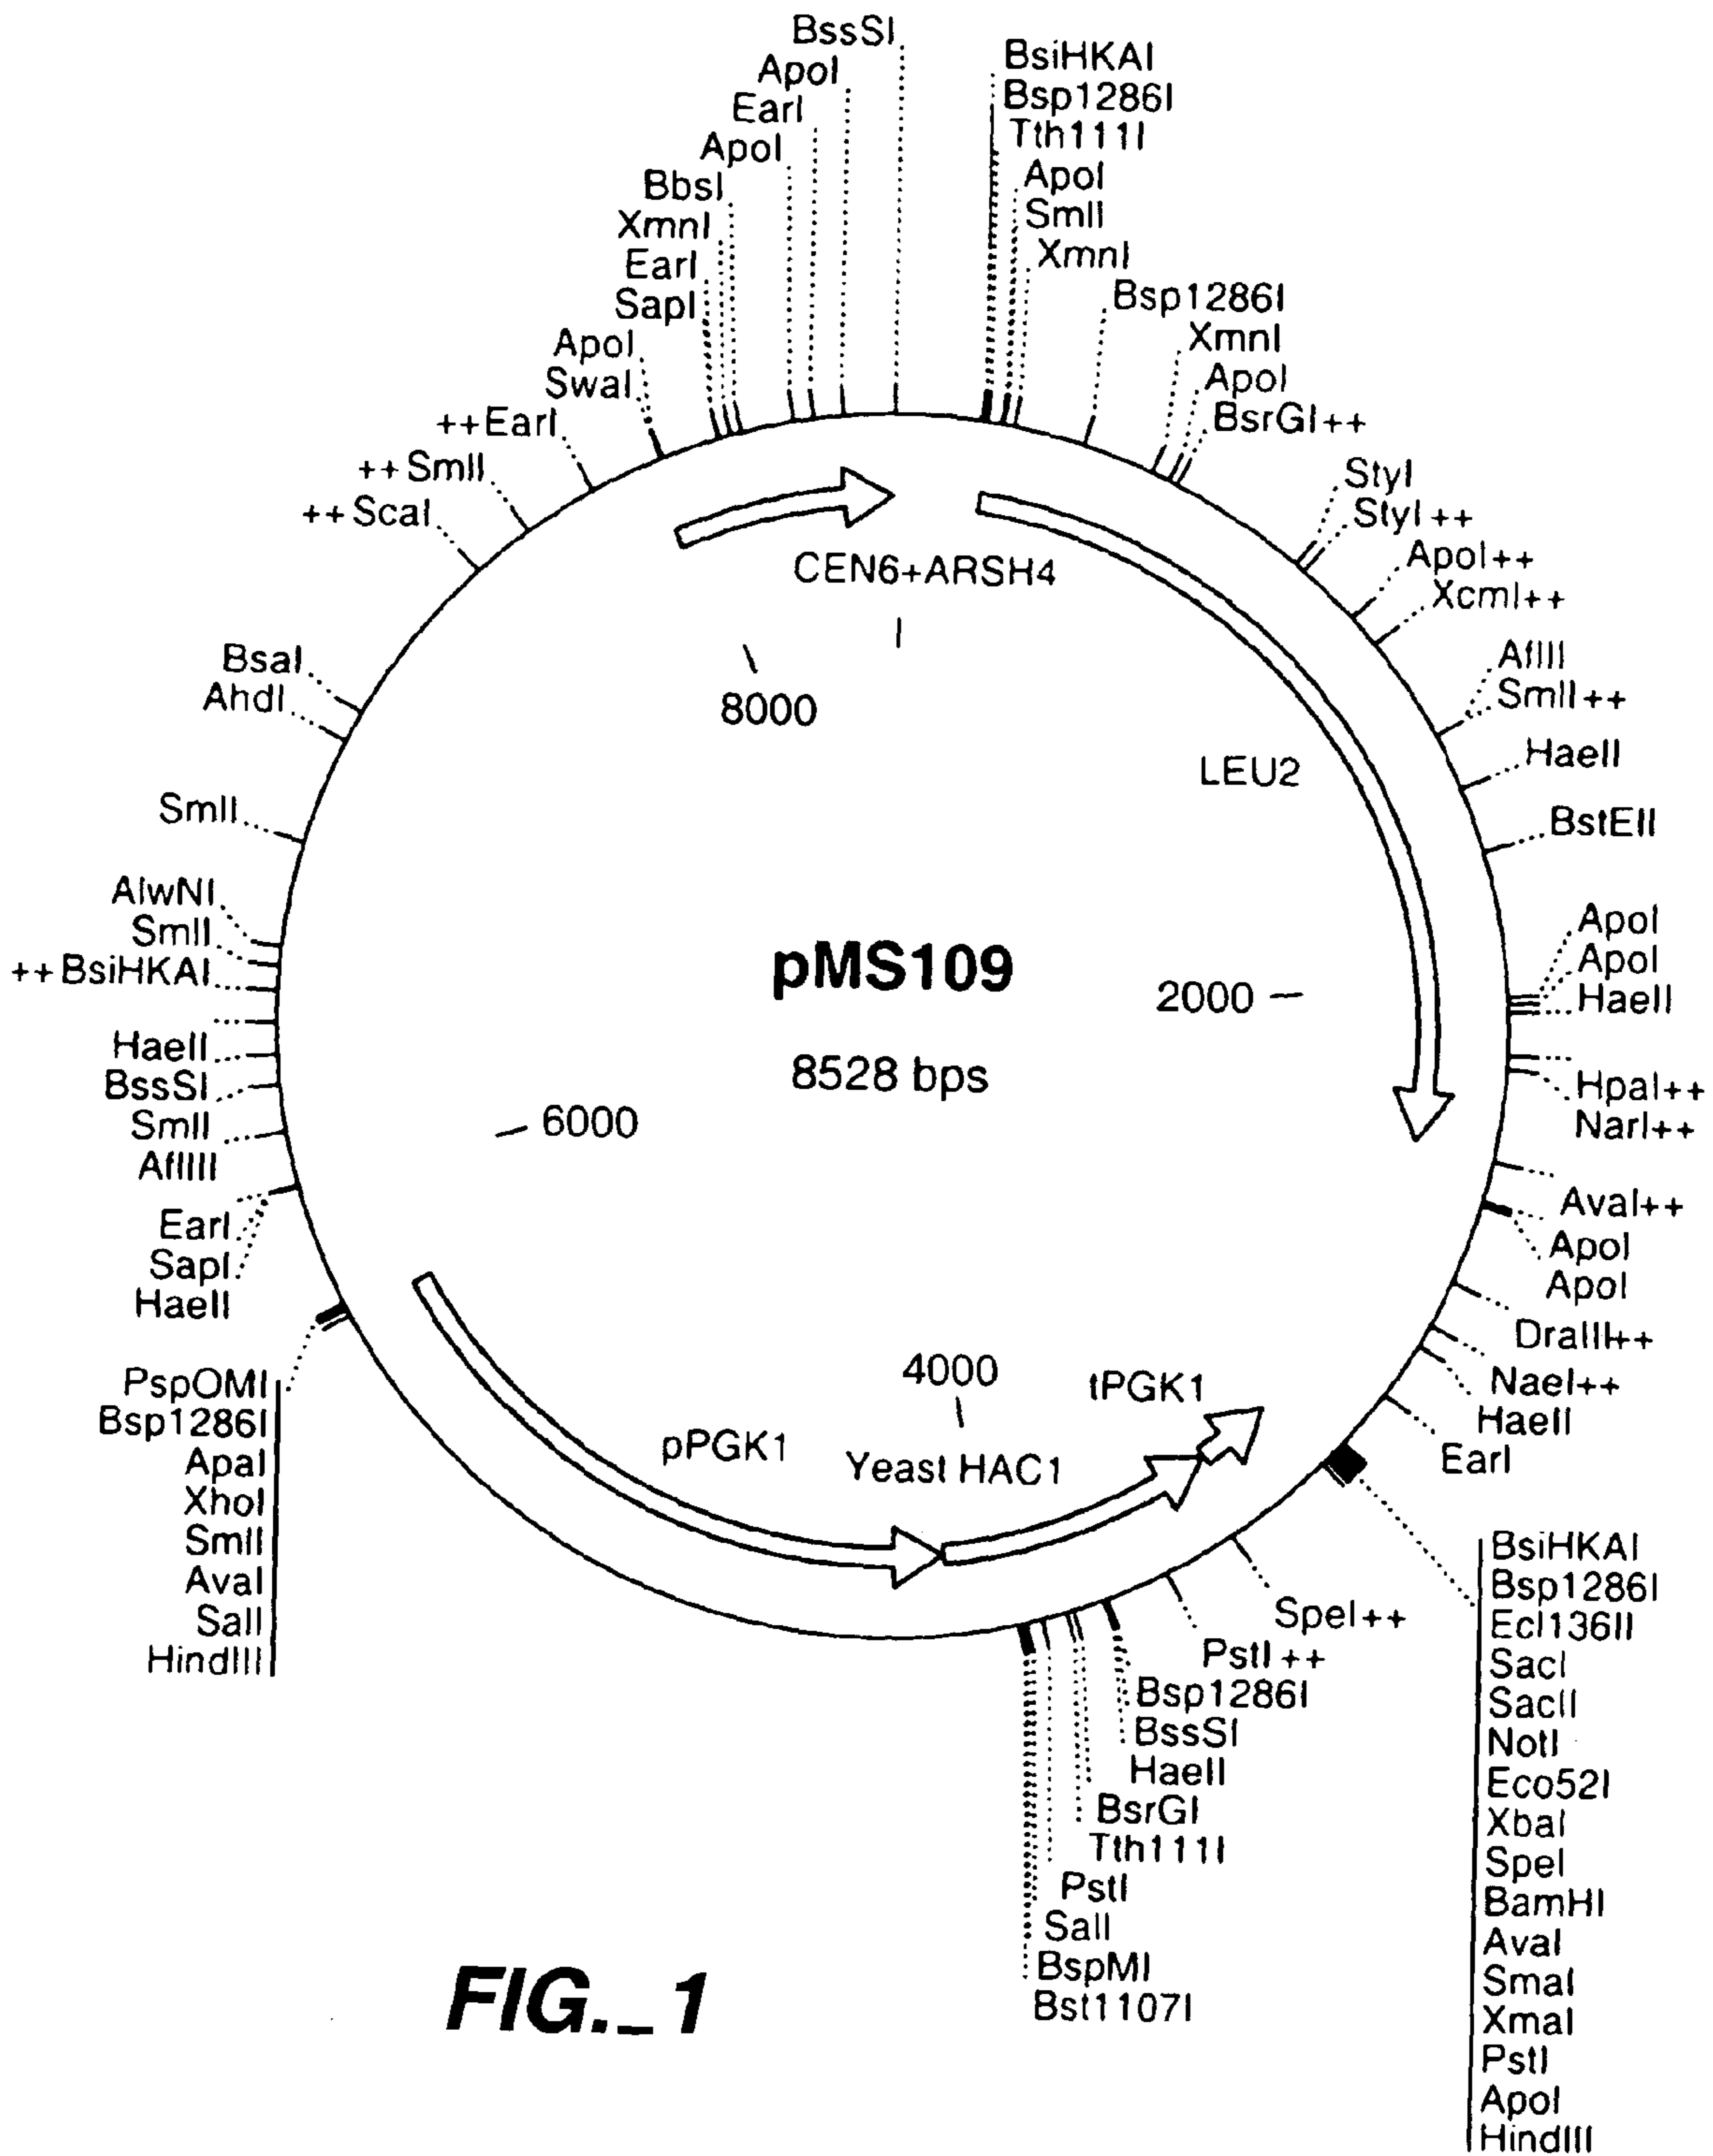 BssSI
ApoI
EarI
ApoI
BbsI
XmnI
EarI
SapI
ApoI
SwaI
++EarI
++SmlI
++ScaI
BsiHKAI
Bsp1286I
Tth111I
ApoI
SmlI
XmnI
Bsp1286I
XmnI
ApoI
BsrGI++
StyI
StyI++
ApoI++
XcmI++
AflII
SmlI++
HaeII
BstEII
ApoI
ApoI
HaeII
HpaI++
NarI++
AvaI++
ApoI
ApoI
DraIII++
NaeI++
HaeII
EarI
BsaI
AhdI
SmlI
AlwNI
SmlI
++BsiHKAI
HaeII
BssSI
SmlI
AflIII
EarI
SapI
HaeII
PspOMI
Bsp1286I
ApaI
XhoI
SmlI
AvaI
SalI
HindIII
CEN6+ARSH4
8000
LEU2
pMS109
8528 bps
2000
6000
4000
tPGK1
pPGK1
Yeast HAC1
SpeI++
PstI++
Bsp1286I
BssSI
HaeII
BsrGI
Tth111I
PstI
SalI
BspMI
Bst1107I
BsiHKAI
Bsp1286I
Ecl136II
SacI
SacII
NotI
Eco52I
XbaI
SpeI
BamHI
AvaI
SmaI
XmaI
PstI
ApoI
HindIII
FIG._1